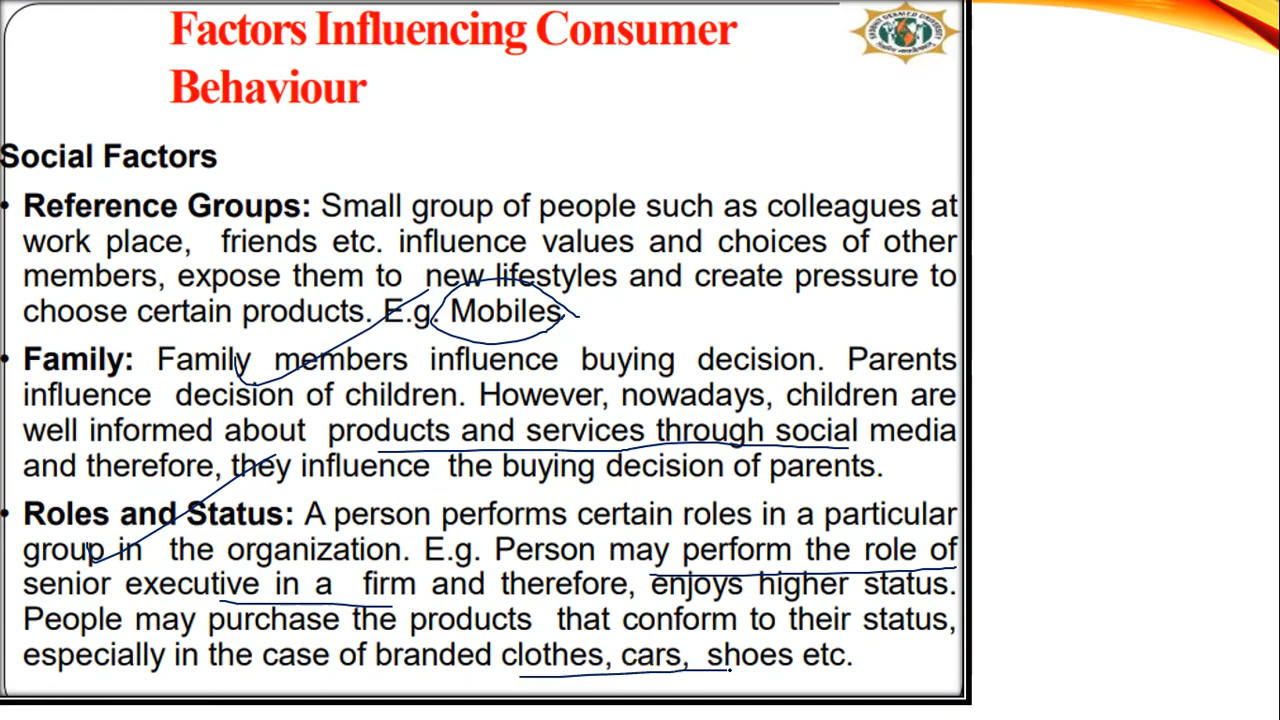 Factors Influencing Consumer
Behaviour
Social Factors
• Reference Groups: Small group of people such as colleagues at
work place, friends etc. influence values and choices of other
members, expose them to new lifestyles and create pressure to
choose certain products. E.g. Mobiles
• Family: Family members influence buying decision. Parents
influence decision of children. However, nowadays, children are
well informed about products and services through social media
and therefore, they influence the buying decision of parents.
• Roles and Status: A person performs certain roles in a particular
group in the organization. E.g. Person may perform the role of
senior executive in a firm and therefore, enjoys higher status.
People may purchase the products that conform to their status,
especially in the case of branded clothes, cars, shoes etc.